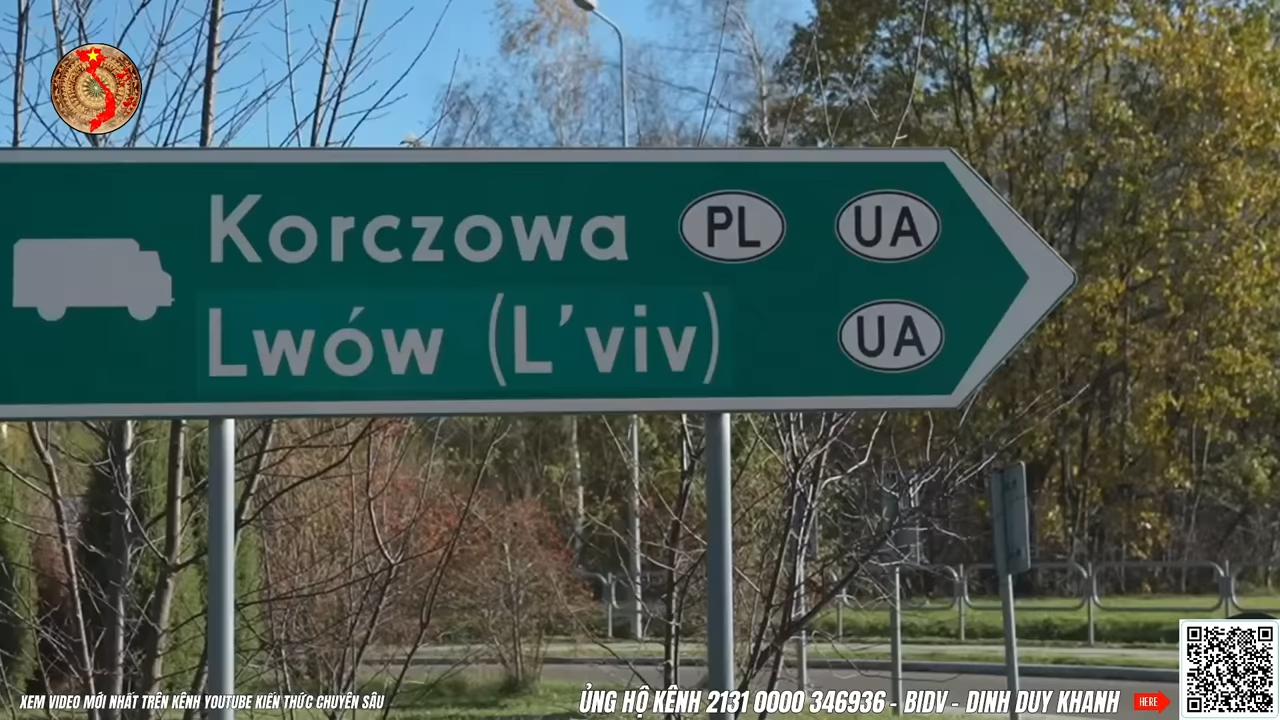 Korczowa PL UA
Lwów (L'viv) UA
XEM VIDEO MỚI NHẤT TRÊN KÊNH YOUTUBE KIẾN THỨC CHUYÊN SÂU
ỦNG HỘ KÊNH 2131 0000 346936 - BIDV - DINH DUY KHANH
HERE